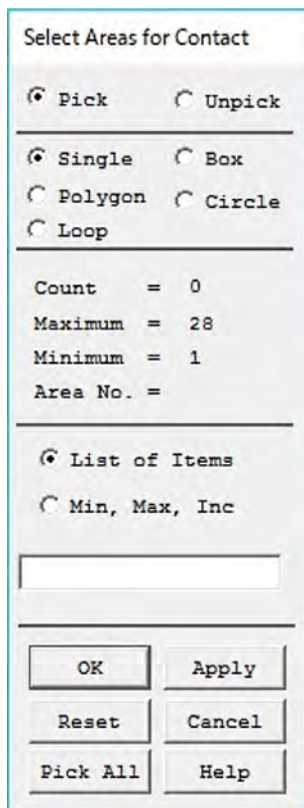 Select Areas for Contact
Pick Unpick
Single Box
Polygon Circle
Loop
Count = 0
Maximum = 28
Minimum = 1
Area No. =
List of Items
Min, Max, Inc
OK Apply
Reset Cancel
Pick All Help